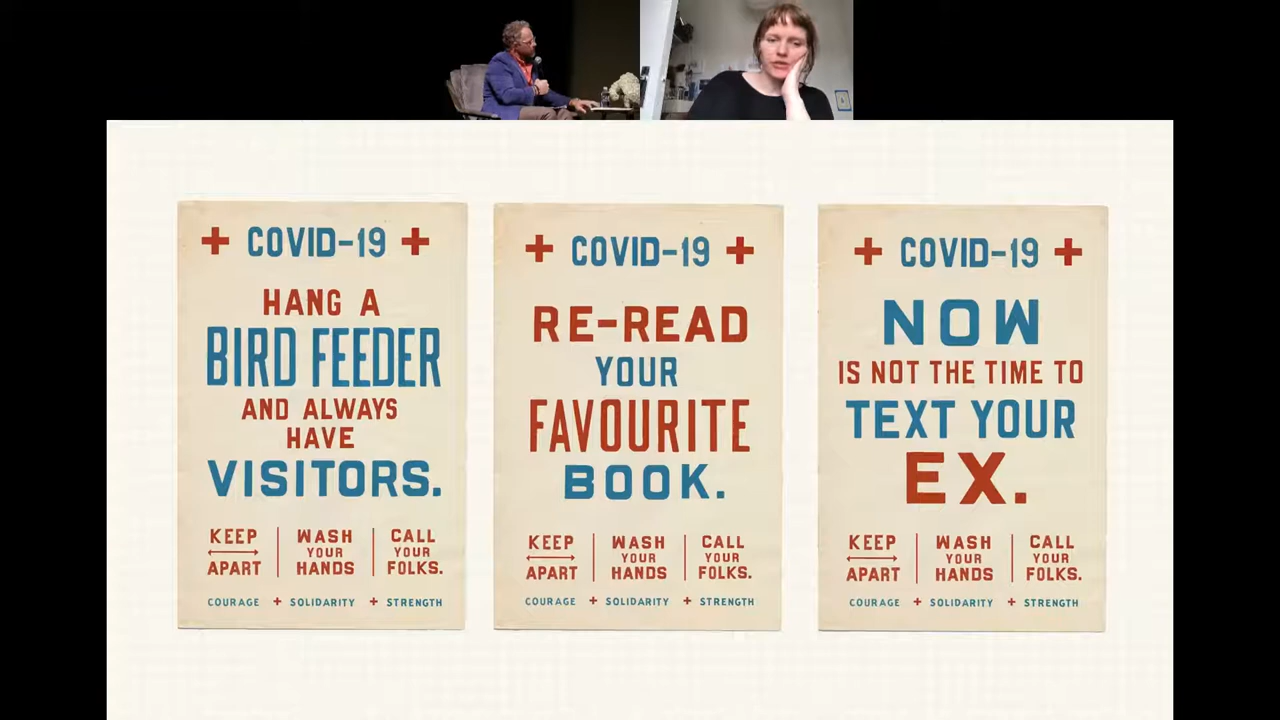 + COVID-19 +
HANG A
BIRD FEEDER
AND ALWAYS
HAVE
VISITORS.
KEEP
APART
WASH
YOUR
HANDS
CALL
YOUR
FOLKS.
COURAGE + SOLIDARITY + STRENGTH
+ COVID-19 +
RE-READ
YOUR
FAVOURITE
BOOK.
KEEP
APART
WASH
YOUR
HANDS
CALL
YOUR
FOLKS.
COURAGE + SOLIDARITY + STRENGTH
+ COVID-19 +
NOW
IS NOT THE TIME TO
TEXT YOUR
EX.
KEEP
APART
WASH
YOUR
HANDS
CALL
YOUR
FOLKS.
COURAGE + SOLIDARITY + STRENGTH